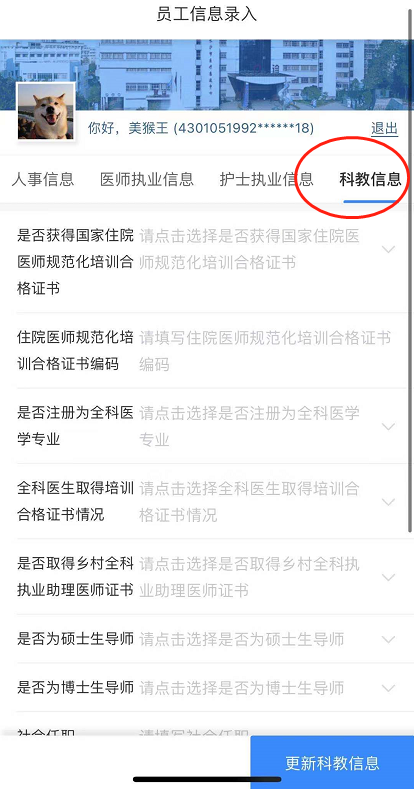 员工信息录入
你好，美猴王 (4301051992******18)
退出
人事信息 医师执业信息 护士执业信息 科教信息
是否获得国家住院 请点击选择是否获得国家住院医
医师规范化培训合 师规范化培训合格证书
格证书
住院医师规范化培 请填写住院医师规范化培训合格证书
训合格证书编码 编码
是否注册为全科医 请点击选择是否注册为全科医学
学专业 专业
全科医生取得培训 请点击选择全科医生取得培训合
合格证书情况 格证书情况
是否取得乡村全科 请点击选择是否取得乡村全科执
执业助理医师证书 业助理医师证书
是否为硕士生导师 请点击选择是否为硕士生导师
是否为博士生导师 请点击选择是否为博士生导师
社会任职 请填写社会任职
更新科教信息